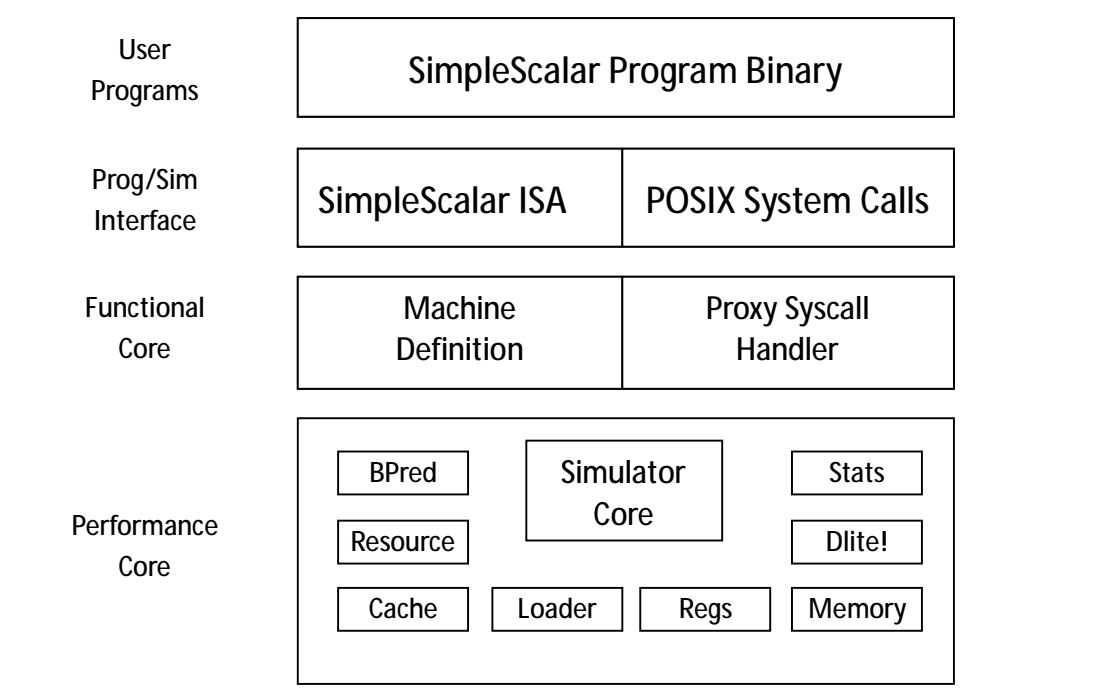 User
Programs
SimpleScalar Program Binary
Prog/Sim
Interface
SimpleScalar ISA
POSIX System Calls
Functional
Core
Machine
Definition
Proxy Syscall
Handler
Performance
Core
BPred
Simulator
Core
Stats
Resource
Dlite!
Cache
Loader
Regs
Memory